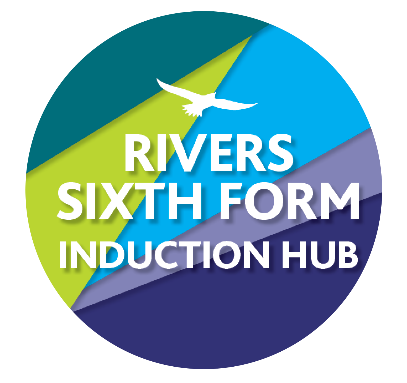 RIVERS
SIXTH FORM
INDUCTION HUB